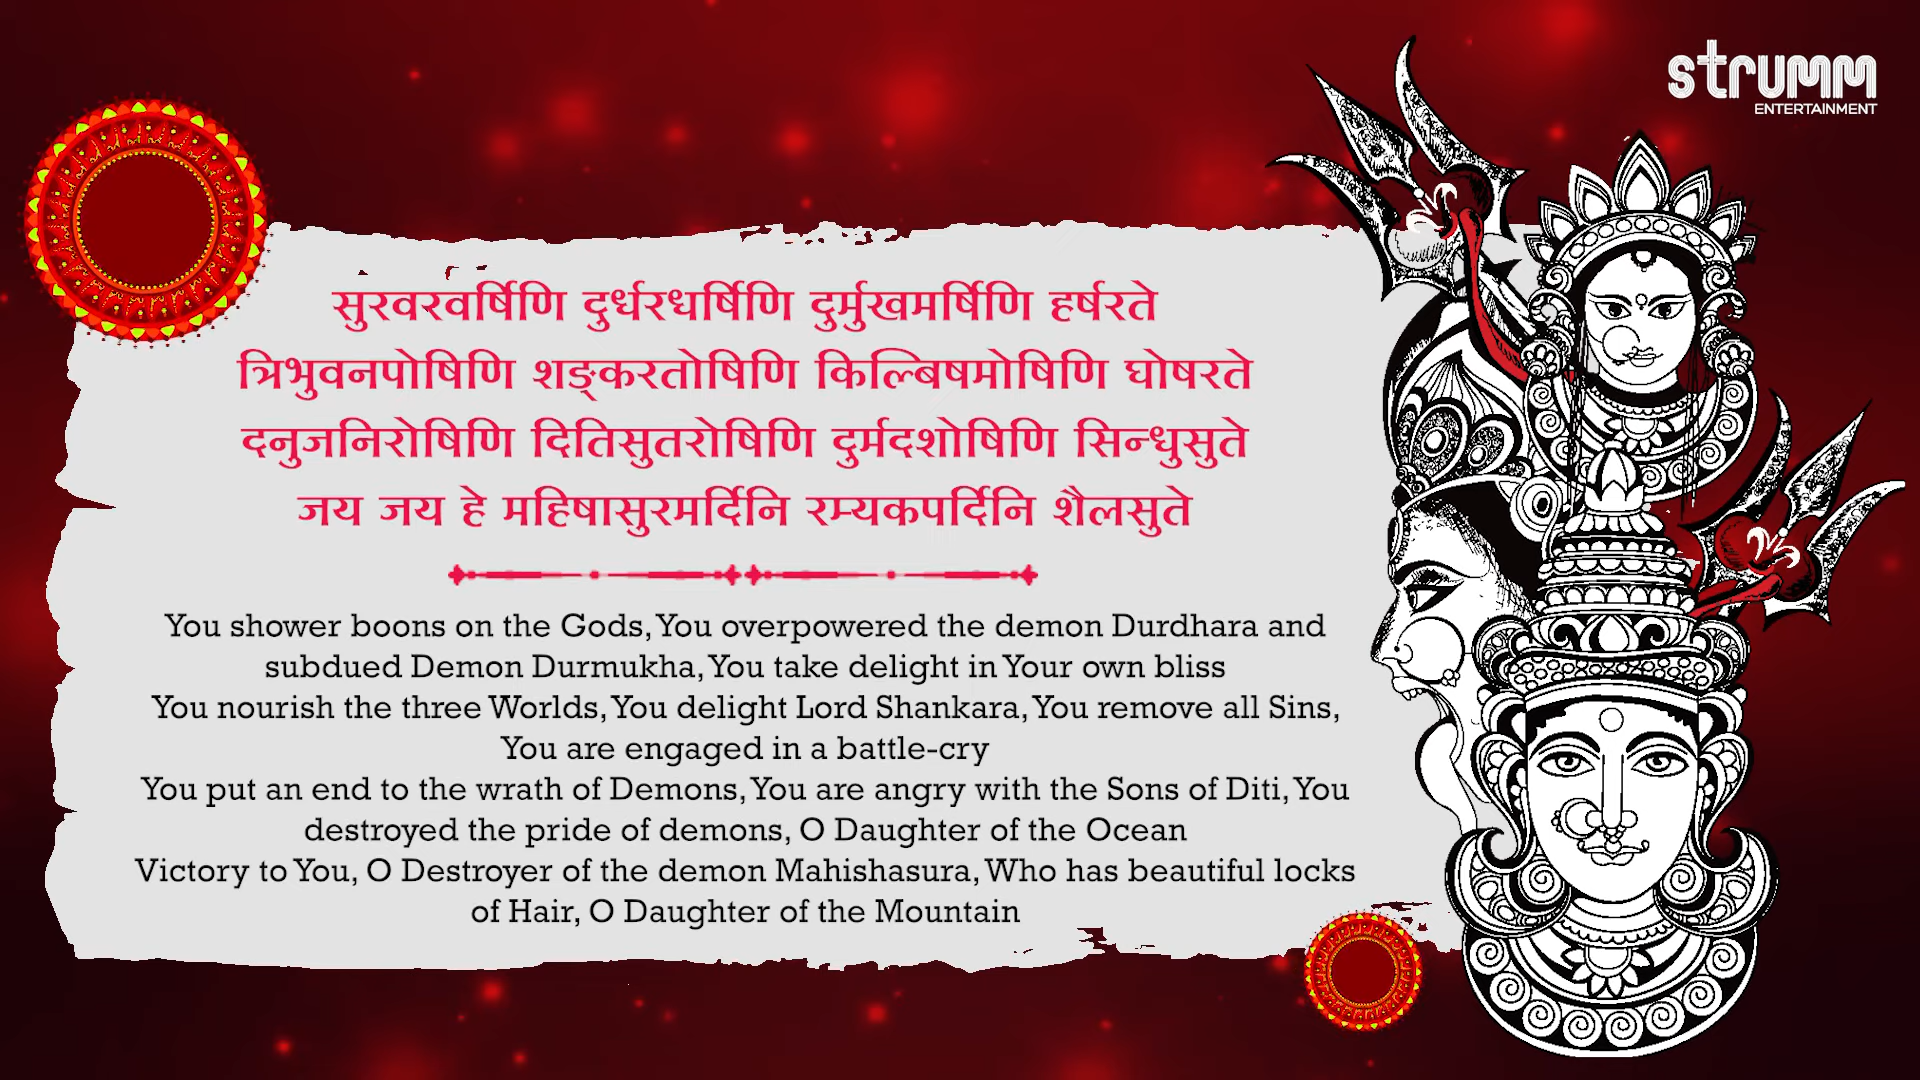 strumm
ENTERTAINMENT
सुरवरवर्षिणि दुर्धरधर्षिणि दुर्मुखमर्षिणि हर्षरते
त्रिभुवनपोषिणि शङ्करतोषिणि किल्बिषमोषिणि घोषरते
दनुजनिरोषिणि दितिसुतरोषिणि दुर्मदशोषिणि सिन्धुसुते
जय जय हे महिषासुरमर्दिनि रम्यकपर्दिनि शैलसुते
You shower boons on the Gods, You overpowered the demon Durdhara and
subdued Demon Durmukha, You take delight in Your own bliss
You nourish the three Worlds, You delight Lord Shankara, You remove all Sins,
You are engaged in a battle-cry
You put an end to the wrath of Demons, You are angry with the Sons of Diti, You
destroyed the pride of demons, O Daughter of the Ocean
Victory to You, O Destroyer of the demon Mahishasura, Who has beautiful locks
of Hair, O Daughter of the Mountain